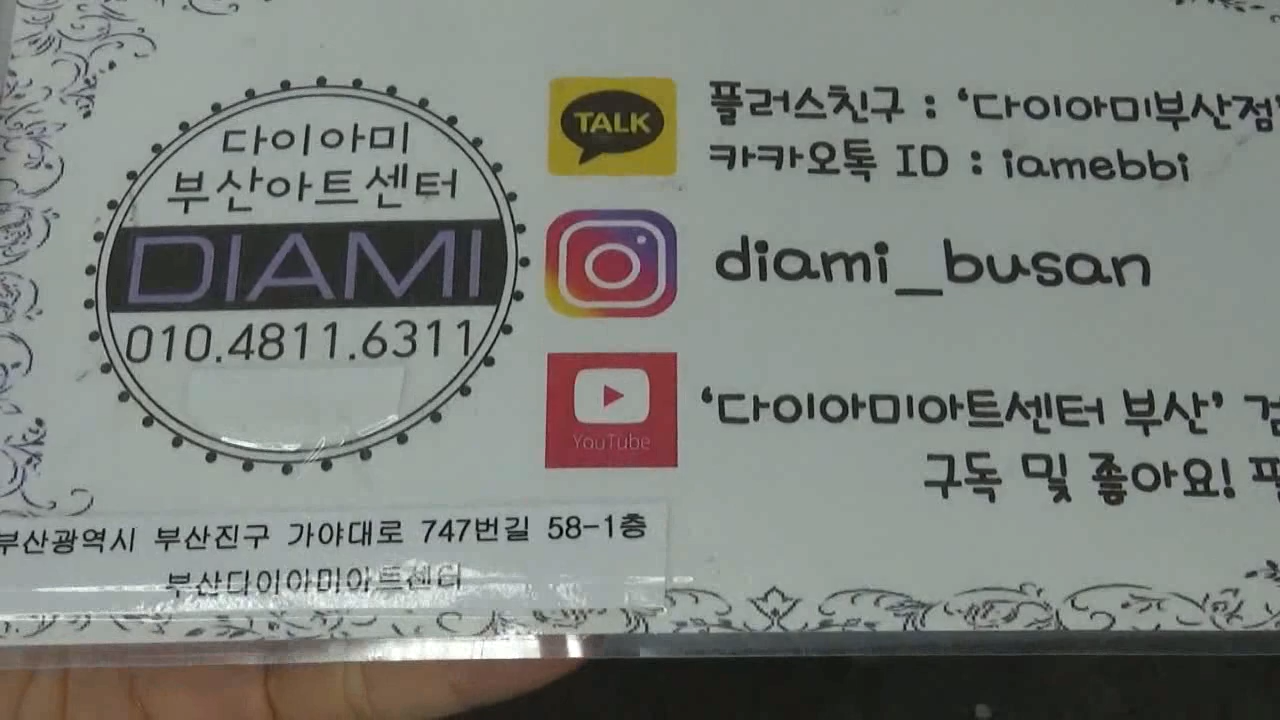 다이아미
부산아트센터
DIAMI
010.4811.6311
TALK
플러스친구 : '다이아미부산점'
카카오톡 ID : iamebbi
diami_busan
YouTube
'다이아미아트센터 부산'
구독 및 좋아요!
부산광역시 부산진구 가야대로 747번길 58-1층
부산다이아미아트센터